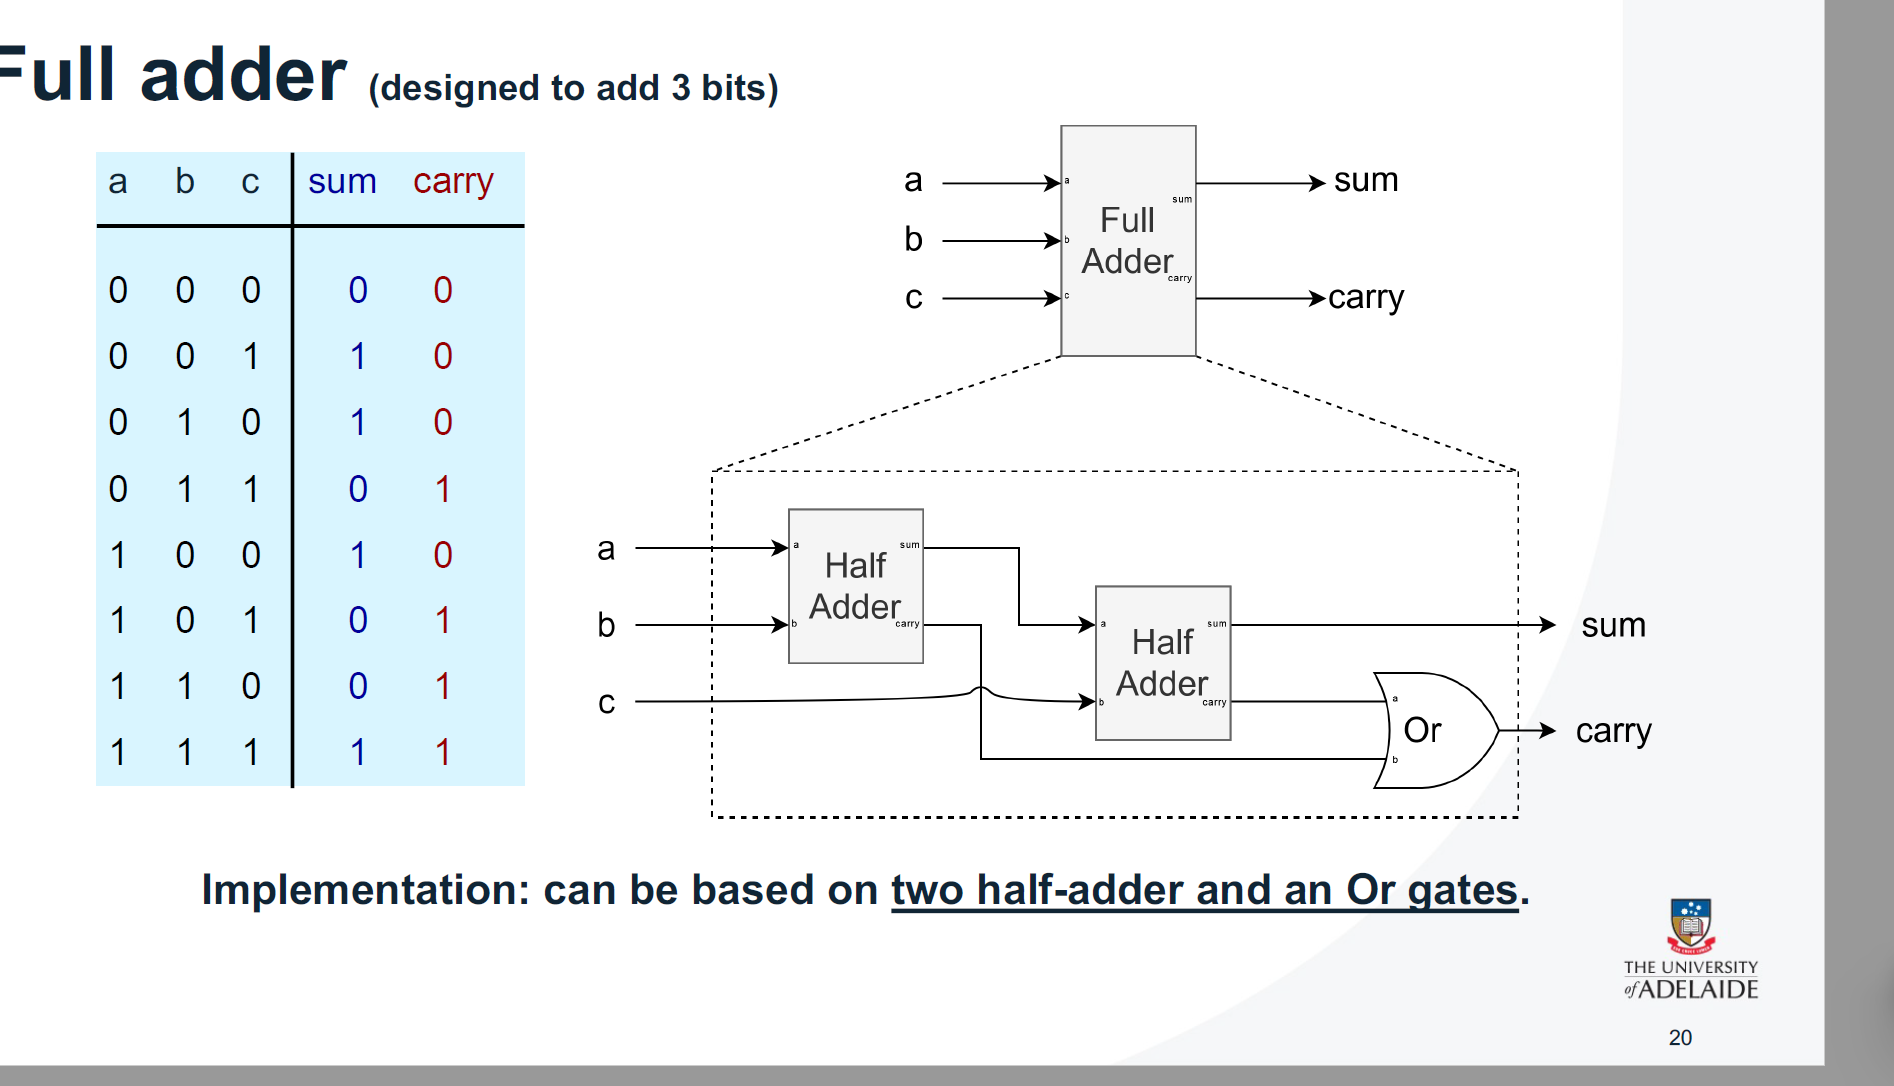 Full adder (designed to add 3 bits)
a b c sum carry
0 0 0 0 0
0 0 1 1 0
0 1 0 1 0
0 1 1 0 1
1 0 0 1 0
1 0 1 0 1
1 1 0 0 1
1 1 1 1 1
a
b
c
a
b
c
Full
Adder
sum
carry
sum
carry
a
b
c
a
b
Half
Adder
sum
carry
a
b
Half
Adder
sum
carry
a
b
Or
sum
carry
Implementation: can be based on two half-adder and an Or gates.
THE UNIVERSITY
of ADELAIDE
20